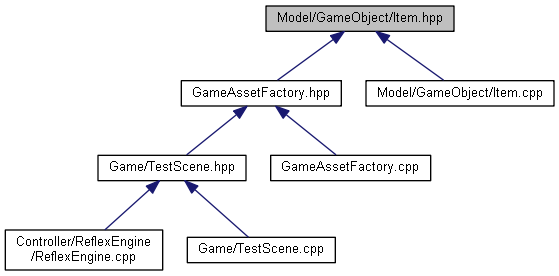 Model/GameObject/Item.hpp
GameAssetFactory.hpp
Model/GameObject/Item.cpp
Game/TestScene.hpp
GameAssetFactory.cpp
Controller/ReflexEngine
/ReflexEngine.cpp
Game/TestScene.cpp